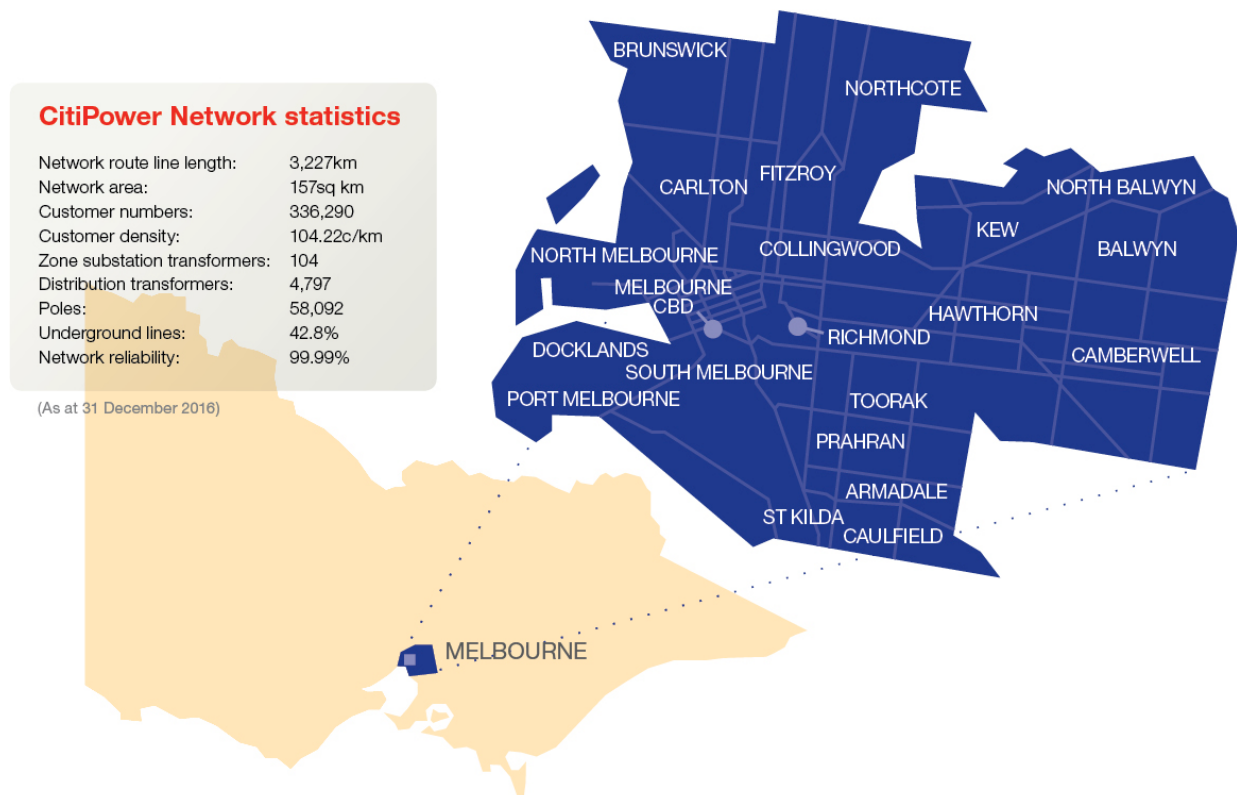 CitiPower Network statistics
Network route line length: 3,227km
Network area: 157sq km
Customer numbers: 336,290
Customer density: 104.22c/km
Zone substation transformers: 104
Distribution transformers: 4,797
Poles: 58,092
Underground lines: 42.8%
Network reliability: 99.99%
(As at 31 December 2016)
BRUNSWICK
NORTHCOTE
FITZROY
CARLTON
NORTH BALWYN
KEW
COLLINGWOOD
BALWYN
NORTH MELBOURNE
MELBOURNE
CBD
HAWTHORN
RICHMOND
DOCKLANDS
CAMBERWELL
SOUTH MELBOURNE
PORT MELBOURNE
TOORAK
PRAHRAN
ARMADALE
ST KILDA
CAULFIELD
MELBOURNE